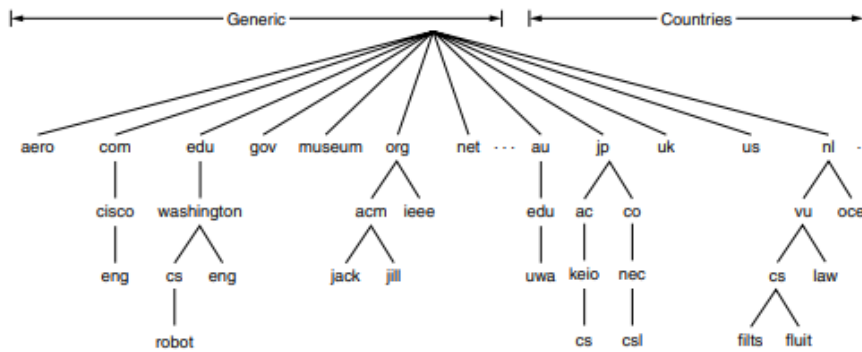 Generic Countries
aero com edu gov museum org net ··· au jp uk us nl
cisco washington acm ieee edu ac co vu oce
eng cs eng jack jill uwa keio nec cs law
robot cs csl filts fluit